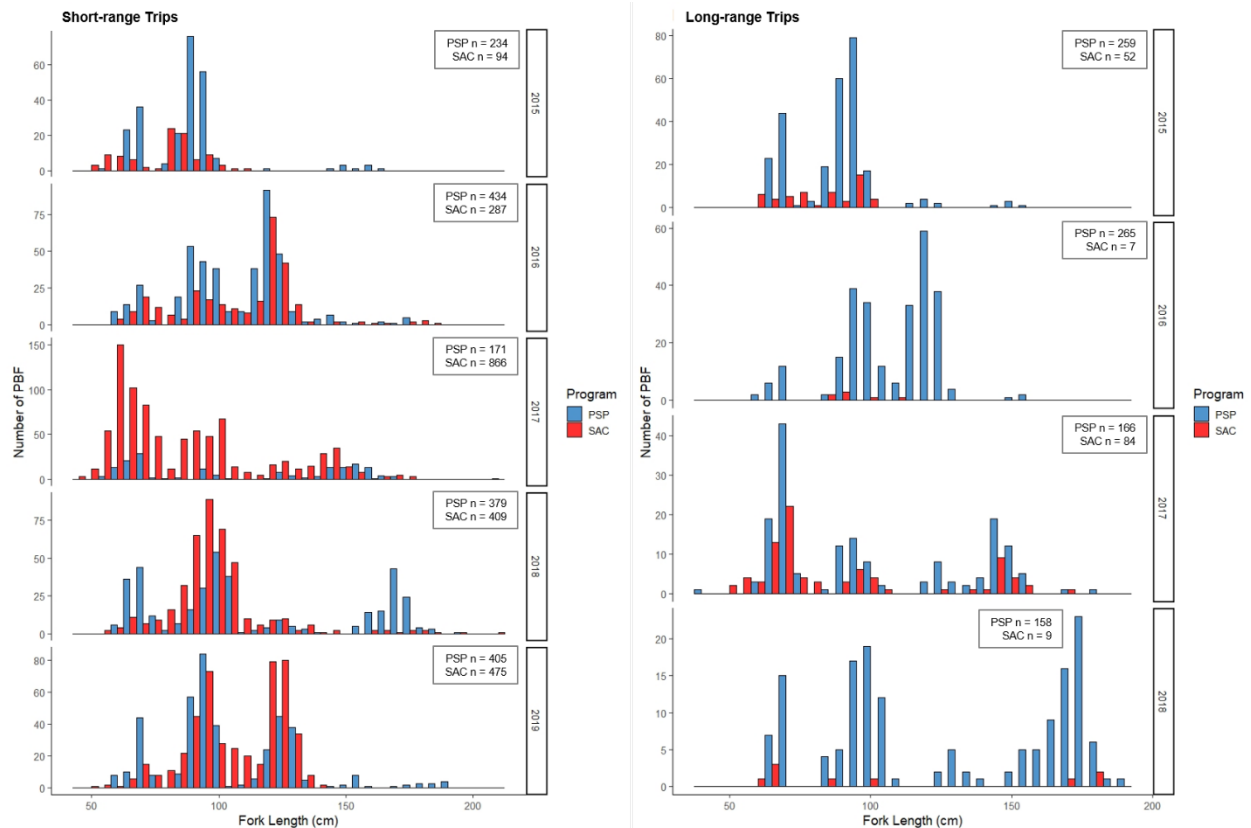 Short-range Trips
Number of PBF
60
40
20
0
PSP n = 234
SAC n = 94
2015
75
50
25
0
PSP n = 434
SAC n = 287
2016
150
100
50
0
PSP n = 171
SAC n = 866
2017
75
50
25
0
PSP n = 379
SAC n = 409
2018
80
60
40
20
0
PSP n = 405
SAC n = 475
2019
50 100 150 200
Fork Length (cm)
Program
PSP
SAC
Long-range Trips
Number of PBF
80
60
40
20
0
PSP n = 259
SAC n = 52
2015
60
40
20
0
PSP n = 265
SAC n = 7
2016
40
30
20
10
0
PSP n = 166
SAC n = 84
2017
20
15
10
5
0
PSP n = 158
SAC n = 9
2018
50 100 150 200
Fork Length (cm)
Program
PSP
SAC